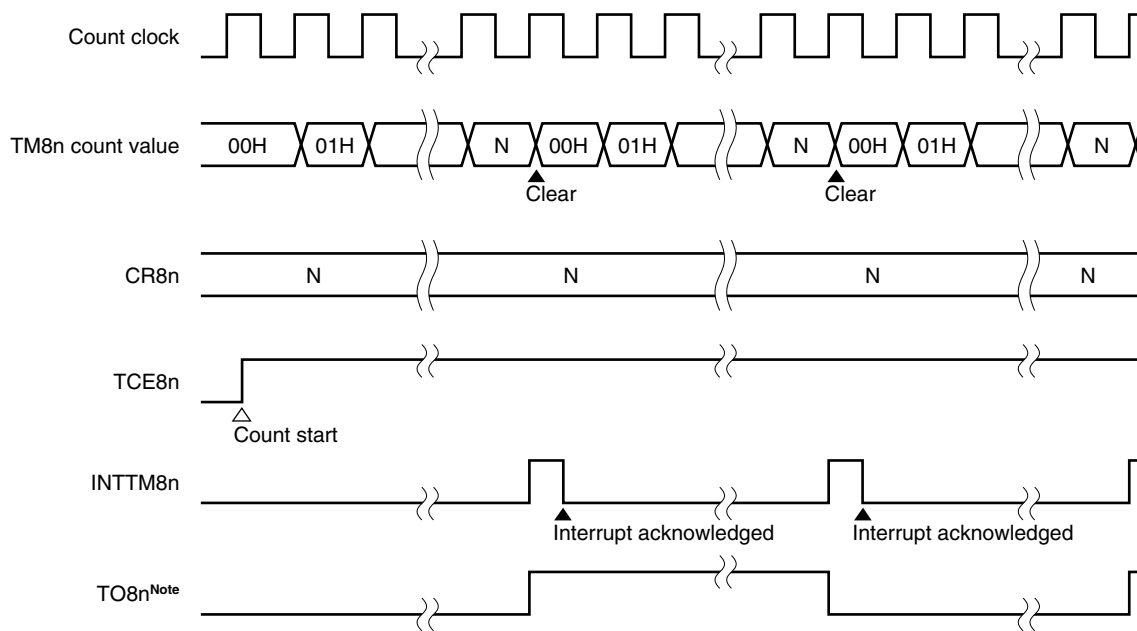 Count clock
TM8n count value 00H 01H N 00H 01H N 00H 01H N
Clear Clear
CR8n N N N N
TCE8n
Count start
INTTM8n
Interrupt acknowledged Interrupt acknowledged
TO8nNote